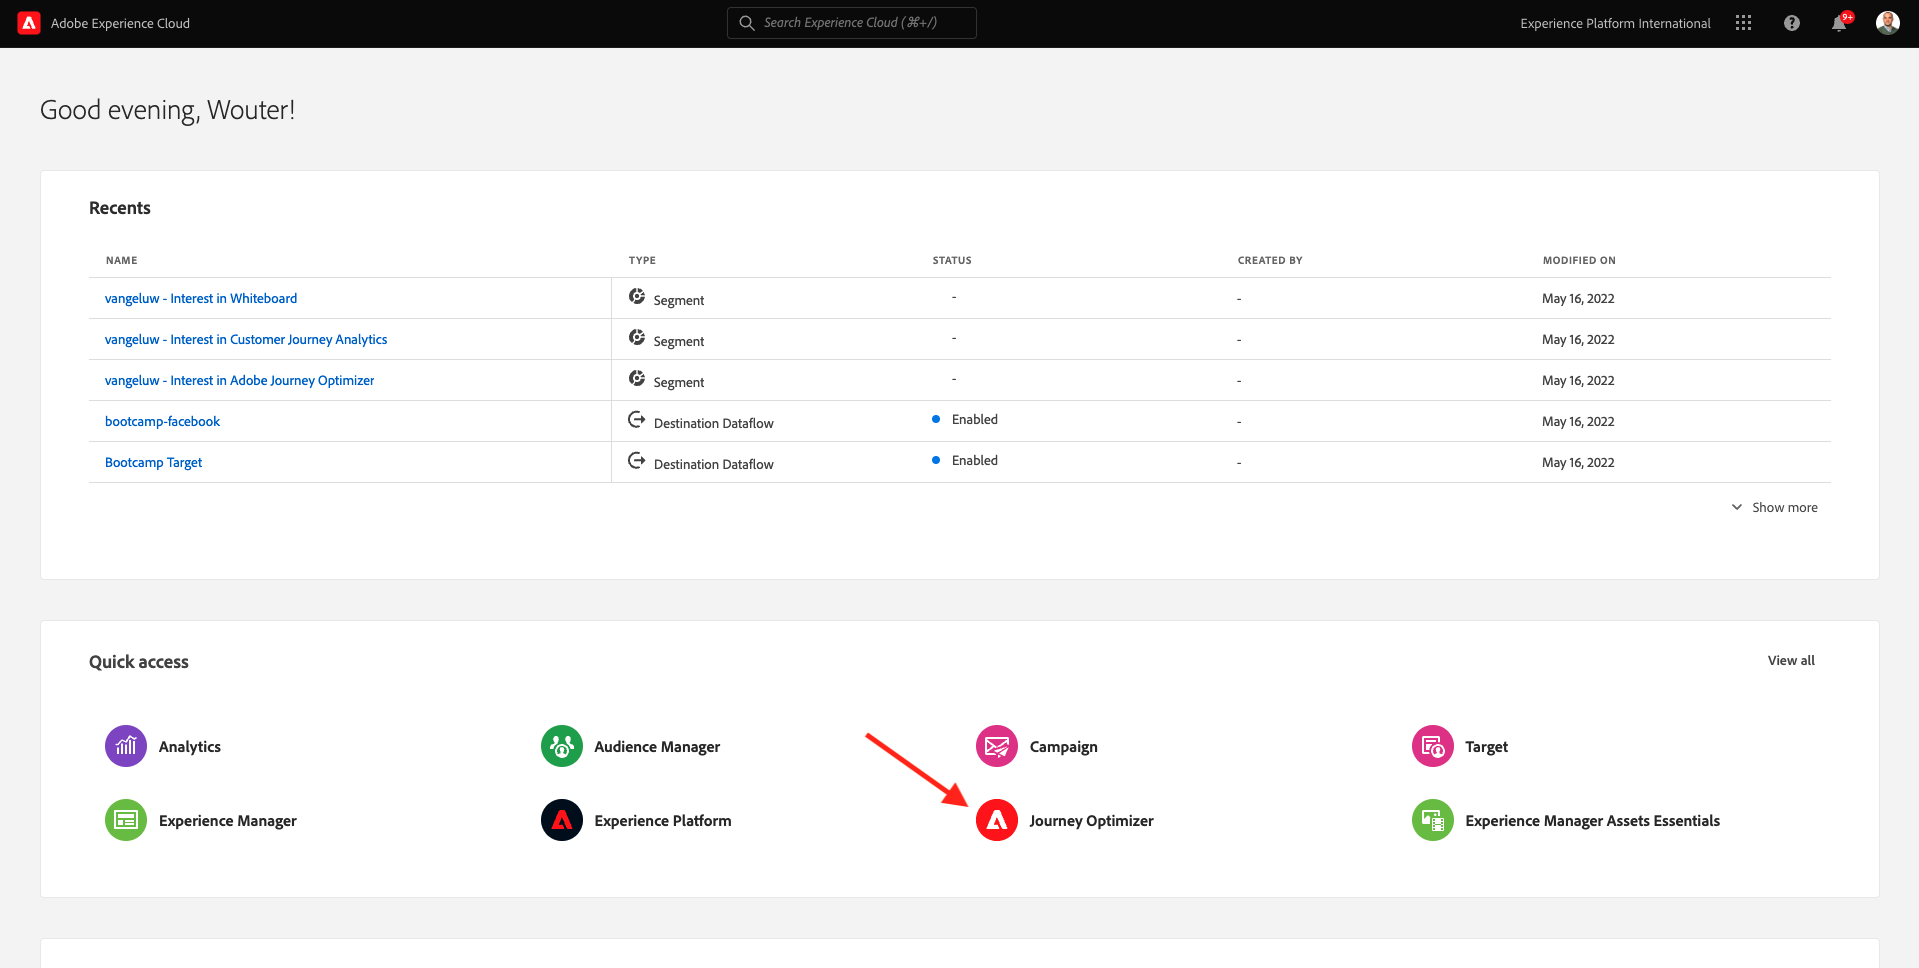 Adobe Experience Cloud
Search Experience Cloud (⌘+/)
Experience Platform International
9+
Good evening, Wouter!
Recents
NAME TYPE STATUS CREATED BY MODIFIED ON
vangeluw - Interest in Whiteboard Segment - - May 16, 2022
vangeluw - Interest in Customer Journey Analytics Segment - - May 16, 2022
vangeluw - Interest in Adobe Journey Optimizer Segment - - May 16, 2022
bootcamp-facebook Destination Dataflow Enabled - May 16, 2022
Bootcamp Target Destination Dataflow Enabled - May 16, 2022
Show more
Quick access
View all
Analytics Audience Manager Campaign Target
Experience Manager Experience Platform Journey Optimizer Experience Manager Assets Essentials